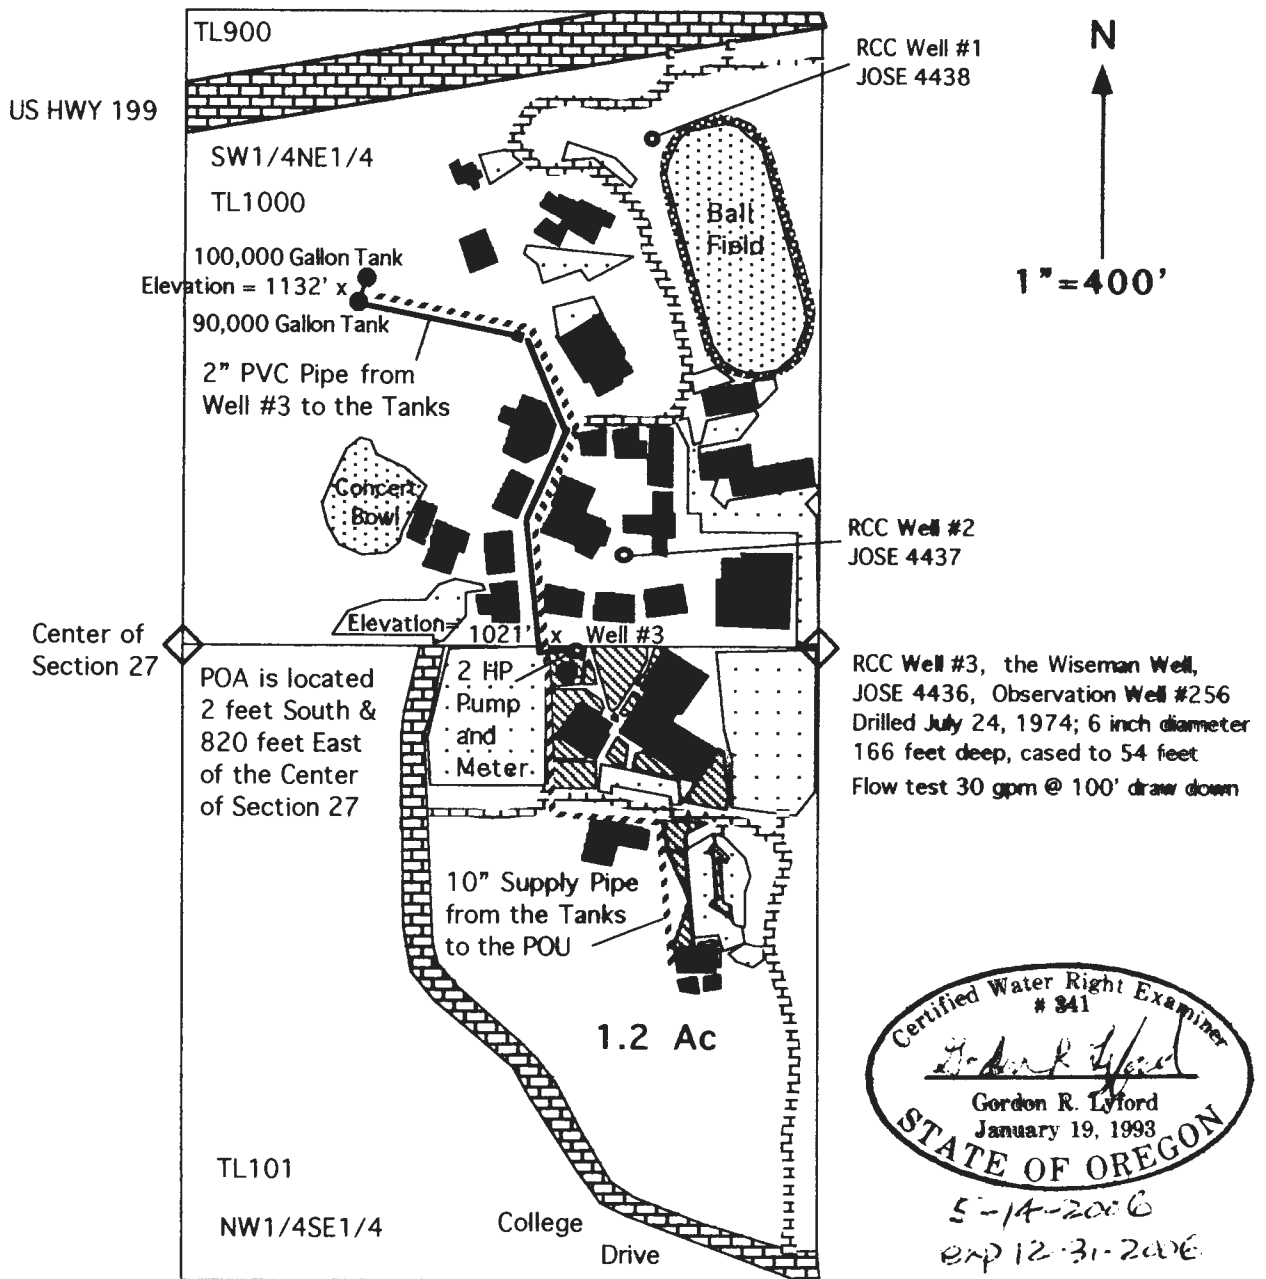 TL900
RCC Well #1
JOSE 4438
N
US HWY 199
SW1/4NE1/4
TL1000
Ball
Field
100,000 Gallon Tank
Elevation = 1132' x
90,000 Gallon Tank
1"=400'
2" PVC Pipe from
Well #3 to the Tanks
Concert
Bowl
RCC Well #2
JOSE 4437
Elevation=
1021' x Well #3
Center of
Section 27
POA is located
2 feet South &
820 feet East
of the Center
of Section 27
2 HP
Pump
and
Meter
RCC Well #3, the Wiseman Well,
JOSE 4436, Observation Well #256
Drilled July 24, 1974; 6 inch diameter
166 feet deep, cased to 54 feet
Flow test 30 gpm @ 100' draw down
10" Supply Pipe
from the Tanks
to the POU
1.2 Ac
Certified Water Right Examiner
# 341
Gordon R. Lyford
Gordon R. Lyford
January 19, 1993
STATE OF OREGON
5-14-2006
exp 12-31-2006
TL101
NW1/4SE1/4
College
Drive